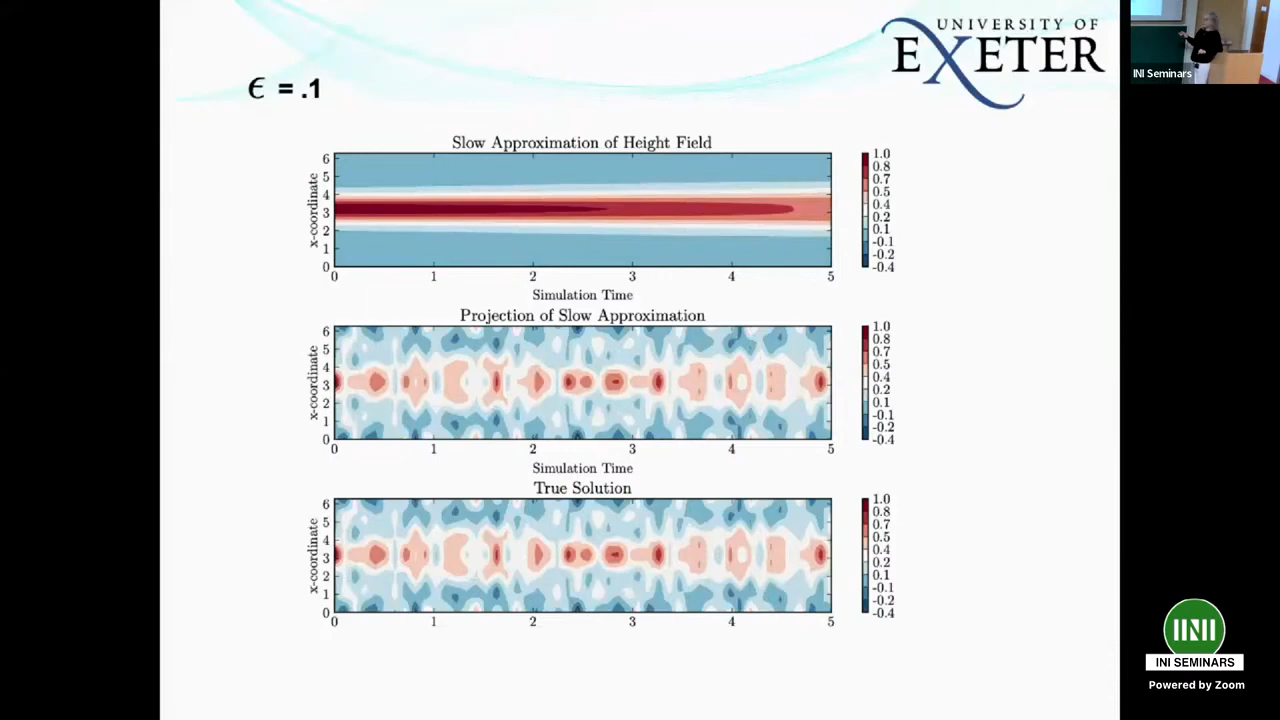 UNIVERSITY OF
EXETER
ϵ = .1
INI Seminars
Slow Approximation of Height Field
x-coordinate
6
5
4
3
2
1
0
0 1 2 3 4 5
Simulation Time
1.0
0.8
0.7
0.5
0.4
0.2
0.1
-0.1
-0.2
-0.4
Projection of Slow Approximation
x-coordinate
6
5
4
3
2
1
0
0 1 2 3 4 5
Simulation Time
1.0
0.8
0.7
0.5
0.4
0.2
0.1
-0.1
-0.2
-0.4
True Solution
x-coordinate
6
5
4
3
2
1
0
0 1 2 3 4 5
1.0
0.8
0.7
0.5
0.4
0.2
0.1
-0.1
-0.2
-0.4
INI
INI SEMINARS
Powered by Zoom